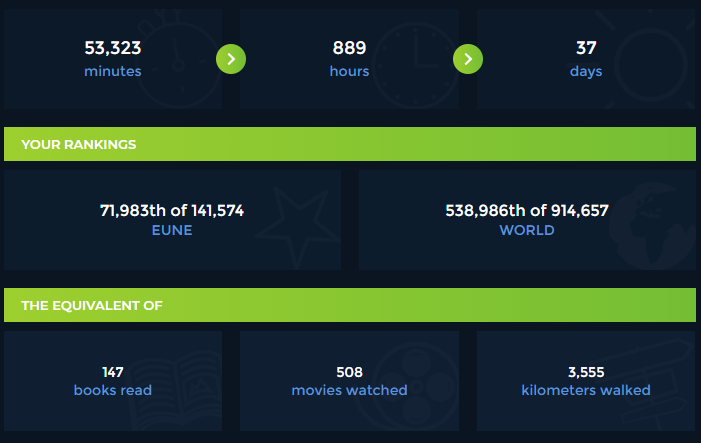 53,323
minutes
889
hours
37
days
YOUR RANKINGS
71,983th of 141,574
EUNE
538,986th of 914,657
WORLD
THE EQUIVALENT OF
147
books read
508
movies watched
3,555
kilometers walked